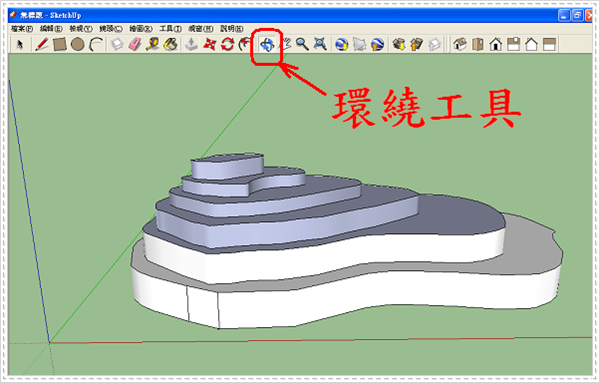 無標題 - SketchUp
檔案(F) 編輯(E) 檢視(V) 鏡頭(C) 繪圖(R) 工具(T) 視窗(W) 說明(H)
環繞工具